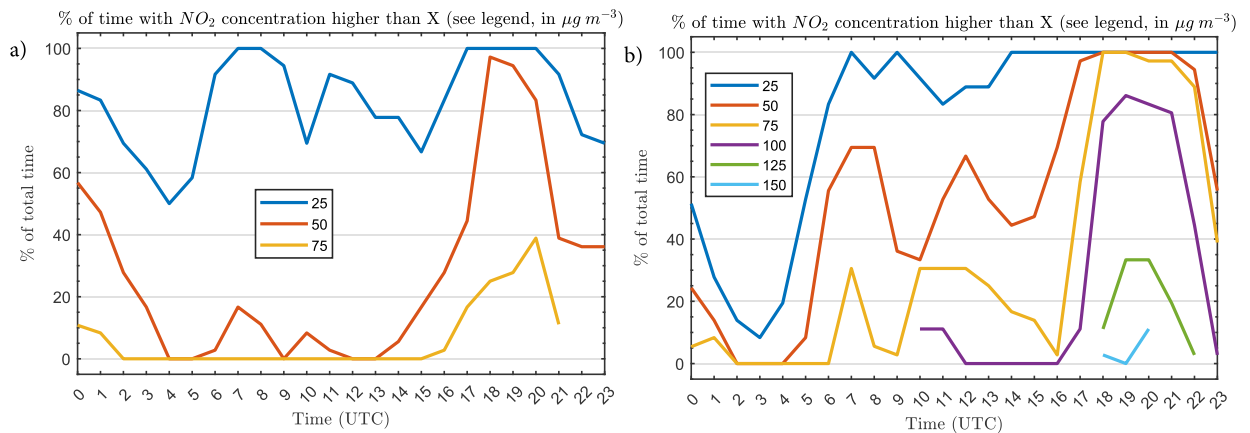 % of time with NO2 concentration higher than X (see legend, in μg m−3)
a)
100
80
60
40
20
0
% of total time
25
50
75
0 1 2 3 4 5 6 7 8 9 10 11 12 13 14 15 16 17 18 19 20 21 22 23
Time (UTC)
% of time with NO2 concentration higher than X (see legend, in μg m−3)
b)
100
80
60
40
20
0
% of total time
25
50
75
100
125
150
0 1 2 3 4 5 6 7 8 9 10 11 12 13 14 15 16 17 18 19 20 21 22 23
Time (UTC)